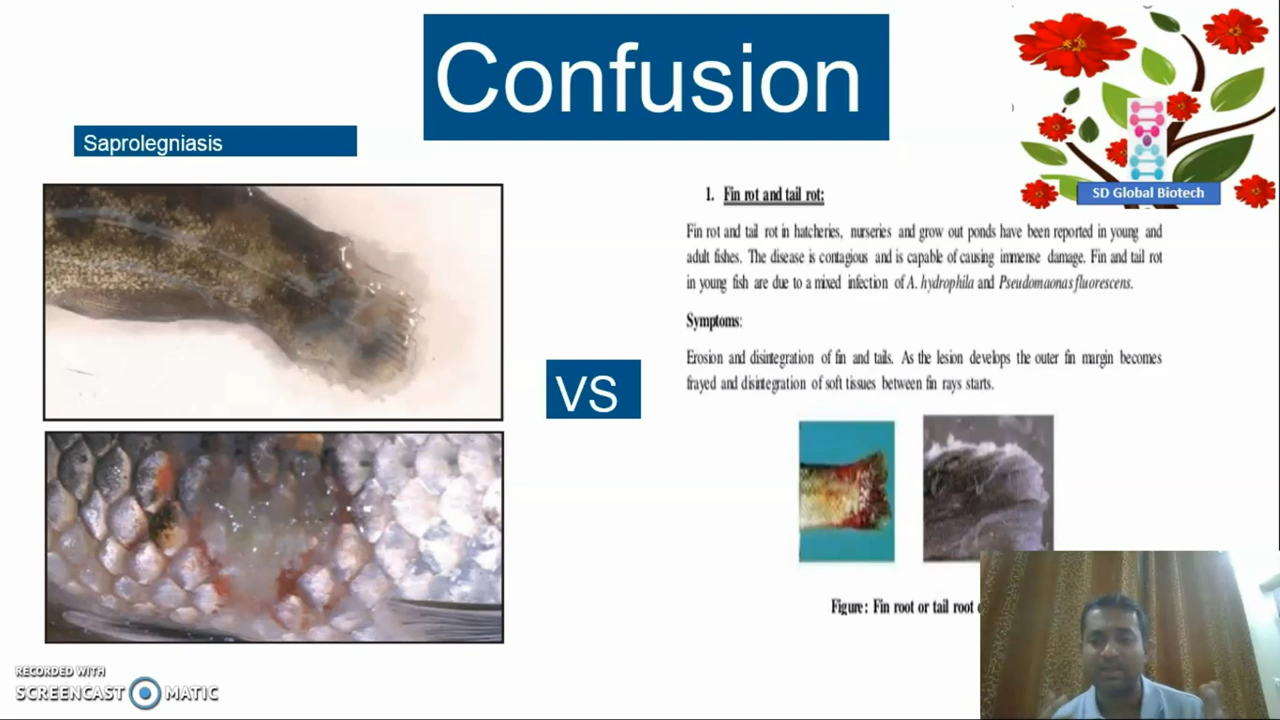 Confusion
Saprolegniasis
SD Global Biotech
1. Fin rot and tail rot:
Fin rot and tail rot in hatcheries, nurseries and grow out ponds have been reported in young and
adult fishes. The disease is contagious and is capable of causing immense damage. Fin and tail rot
in young fish are due to a mixed infection of A. hydrophila and Pseudomaonas fluorescens.
Symptoms:
Erosion and disintegration of fin and tails. As the lesion develops the outer fin margin becomes
frayed and disintegration of soft tissues between fin rays starts.
VS
Figure: Fin root or tail root
RECORDED WITH
SCREENCAST MATIC